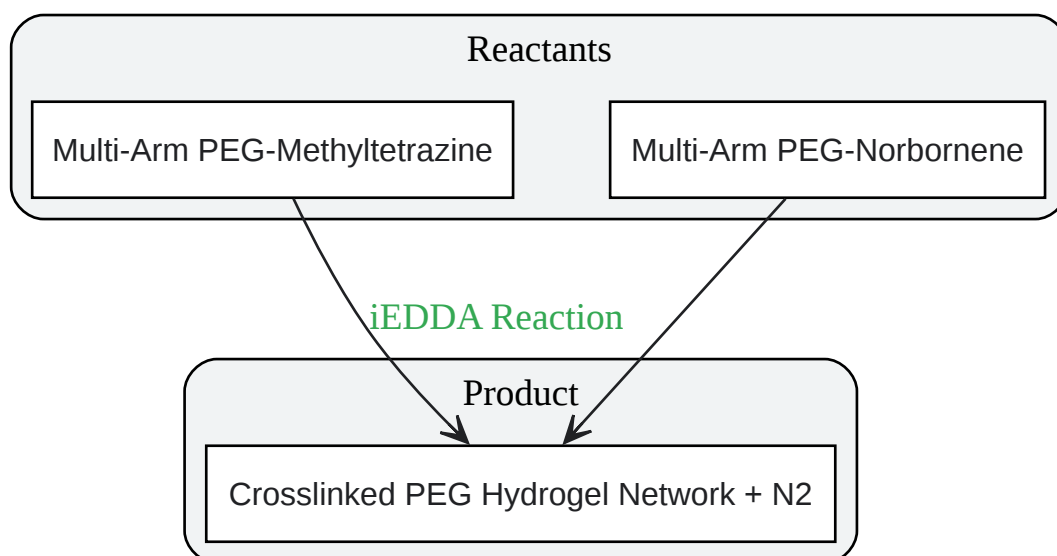 Reactants
Multi-Arm PEG-Methyltetrazine
Multi-Arm PEG-Norbornene
iEDDA Reaction
Product
Crosslinked PEG Hydrogel Network + N2